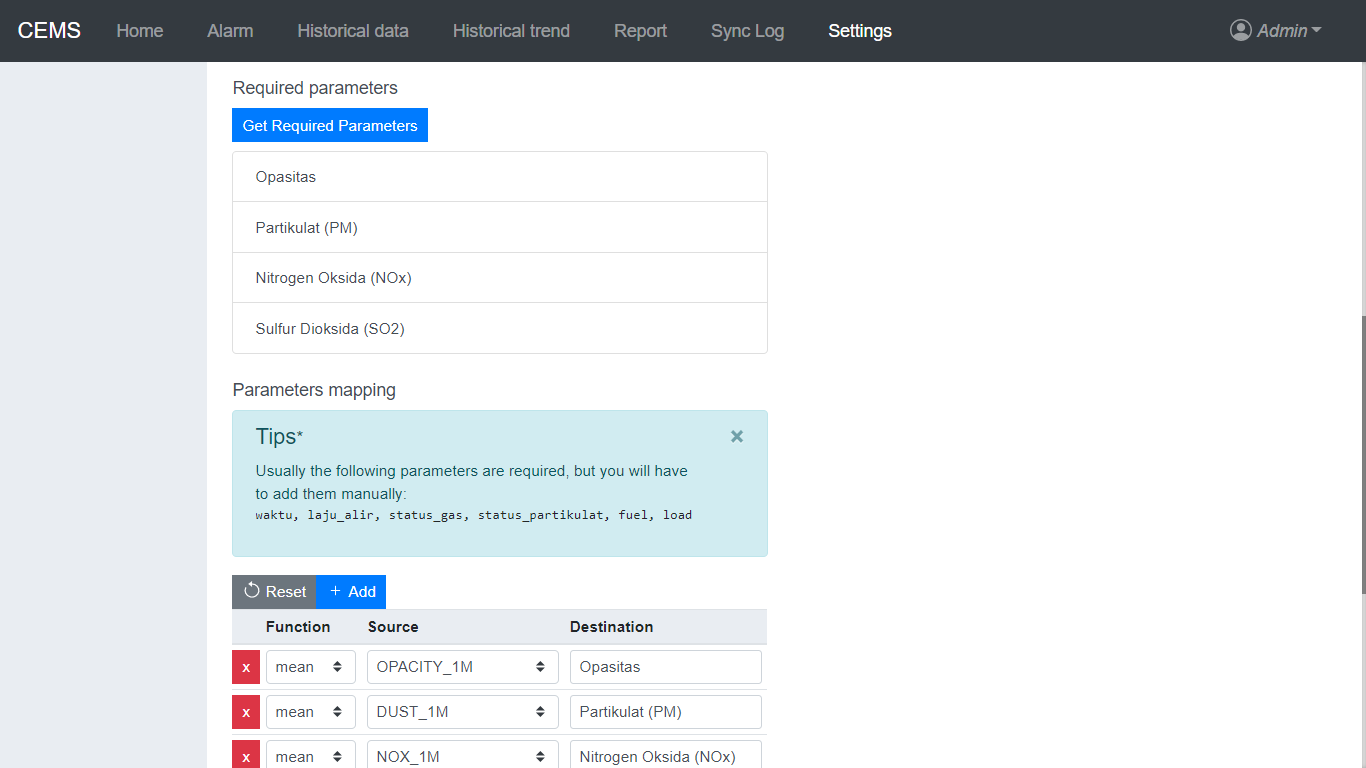 CEMS Home Alarm Historical data Historical trend Report Sync Log Settings Admin
Required parameters
Get Required Parameters
Opasitas
Partikulat (PM)
Nitrogen Oksida (NOx)
Sulfur Dioksida (SO2)
Parameters mapping
Tips*
×
Usually the following parameters are required, but you will have
to add them manually:
waktu, laju_alir, status_gas, status_partikulat, fuel, load
Reset + Add
Function Source Destination
x mean OPACITY_1M Opasitas
x mean DUST_1M Partikulat (PM)
x mean NOX_1M Nitrogen Oksida (NOx)